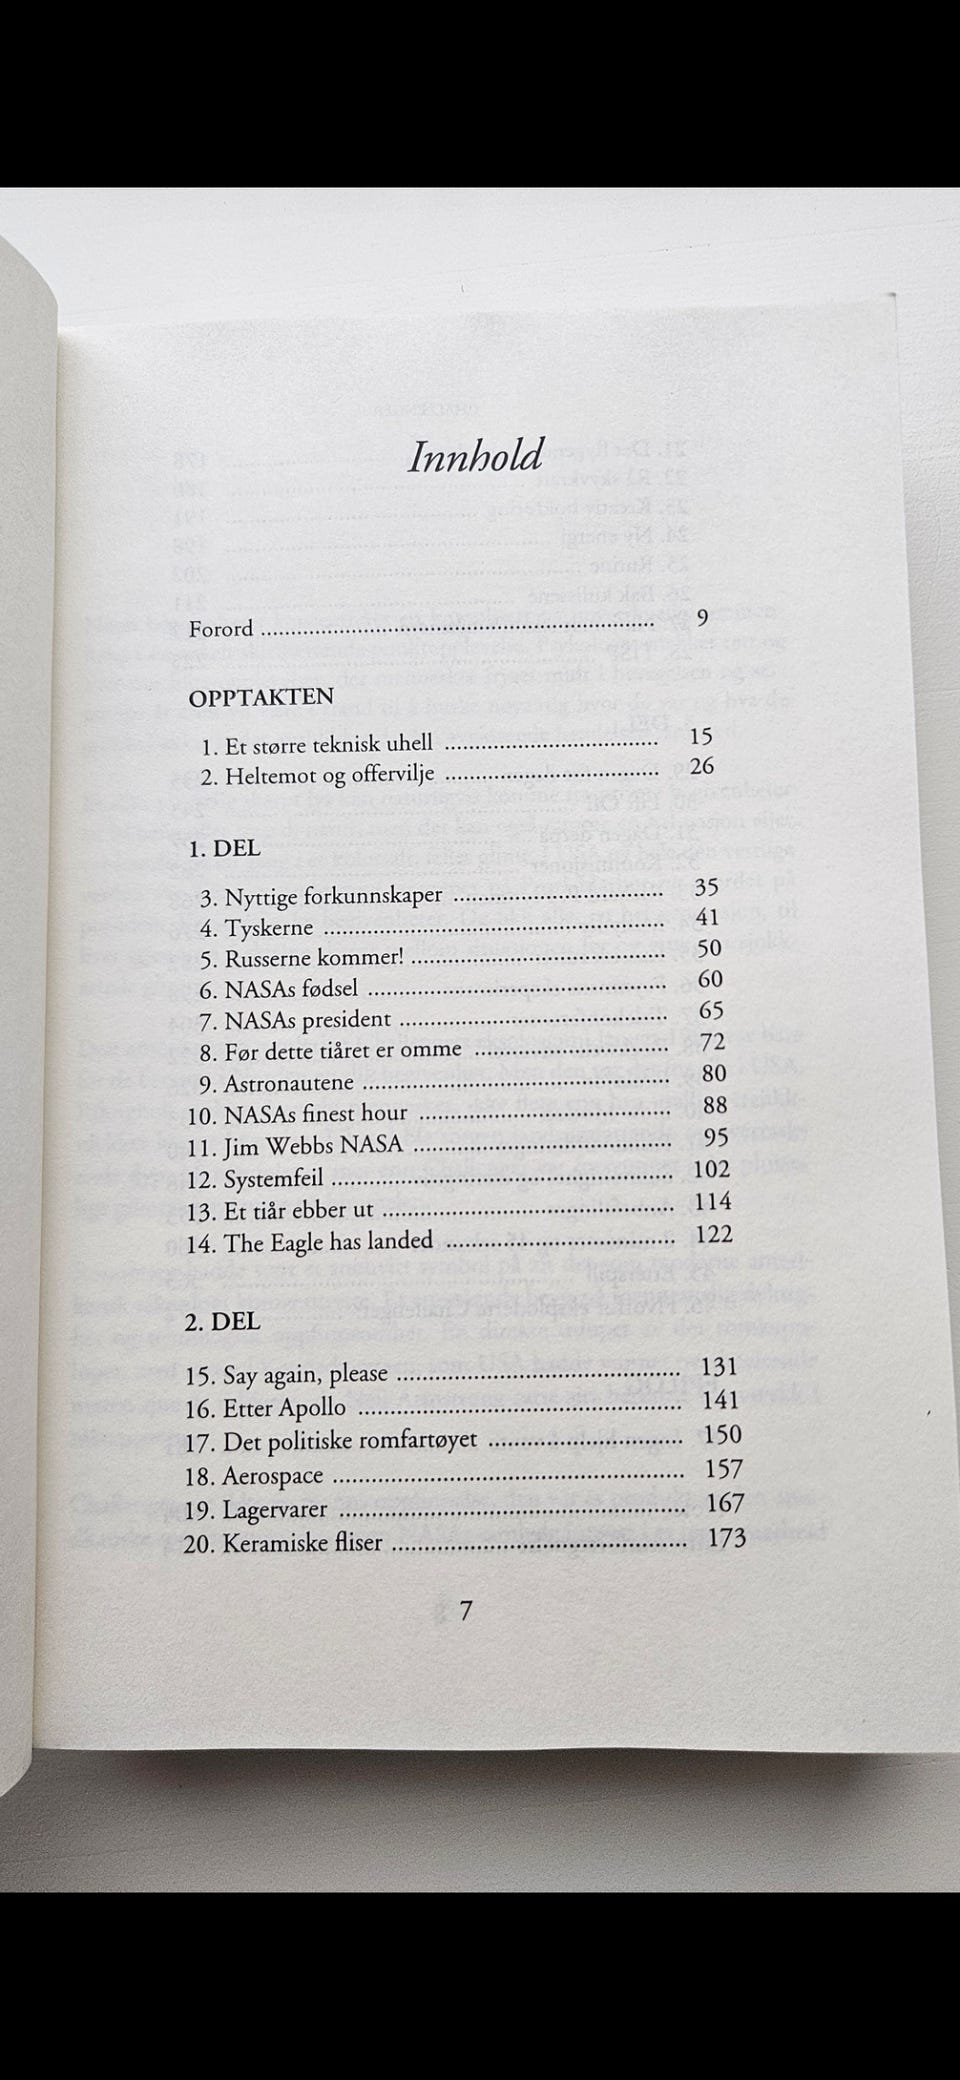 Innhold
Forord ........................................................... 9
OPPTAKTEN
1. Et større teknisk uhell .................................. 15
2. Heltemot og offervilje .................................. 26
1. DEL
3. Nyttige forkunnskaper .................................. 35
4. Tyskerne ...................................................... 41
5. Russerne kommer! ........................................ 50
6. NASAs fødsel ................................................ 60
7. NASAs president ........................................... 65
8. Før dette tiåret er omme ............................... 72
9. Astronautene ................................................ 80
10. NASAs finest hour ....................................... 88
11. Jim Webbs NASA ......................................... 95
12. Systemfeil .................................................... 102
13. Et tiår ebber ut ............................................ 114
14. The Eagle has landed ................................... 122
2. DEL
15. Say again, please .......................................... 131
16. Etter Apollo ................................................. 141
17. Det politiske romfartøyet ............................. 150
18. Aerospace .................................................... 157
19. Lagervarer ................................................... 167
20. Keramiske fliser ........................................... 173
7